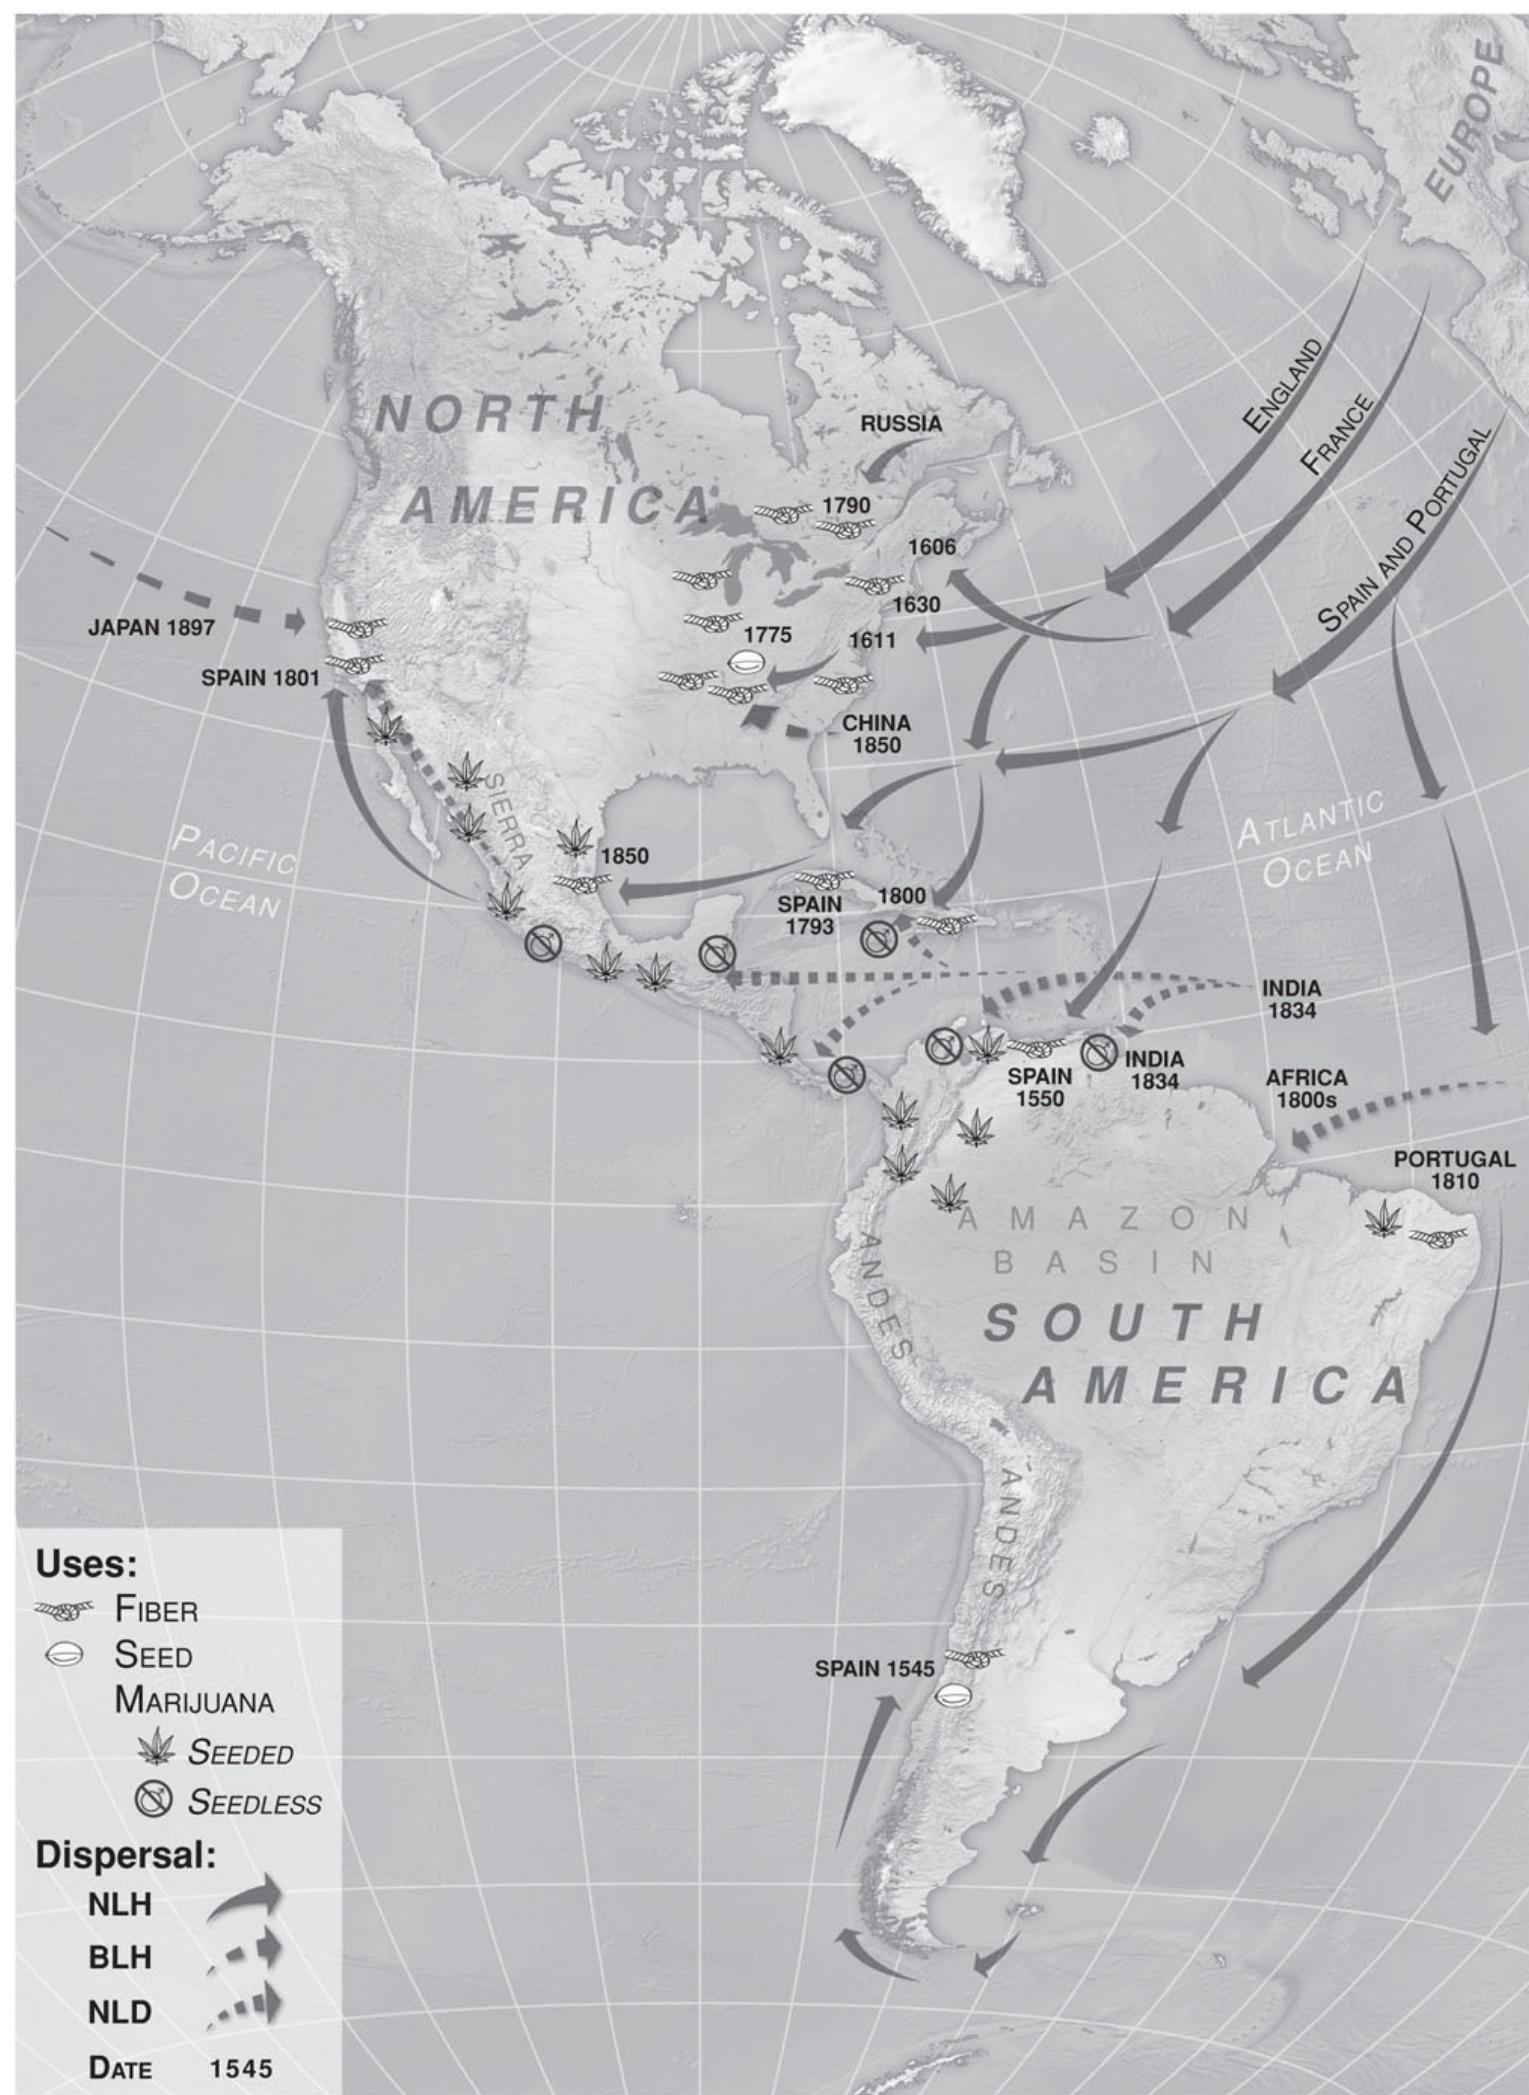 EUROPE
ENGLAND
FRANCE
SPAIN AND PORTUGAL
NORTH
AMERICA
RUSSIA
1790
1606
1630
1775
1611
JAPAN 1897
SPAIN 1801
CHINA
1850
SIERRA
PACIFIC
OCEAN
ATLANTIC
OCEAN
1850
SPAIN
1793
1800
INDIA
1834
SPAIN
1550
INDIA
1834
AFRICA
1800s
PORTUGAL
1810
AMAZON
BASIN
ANDES
SOUTH
AMERICA
ANDES
SPAIN 1545
Uses:
FIBER
SEED
MARIJUANA
SEEDED
SEEDLESS
Dispersal:
NLH
BLH
NLD
DATE 1545